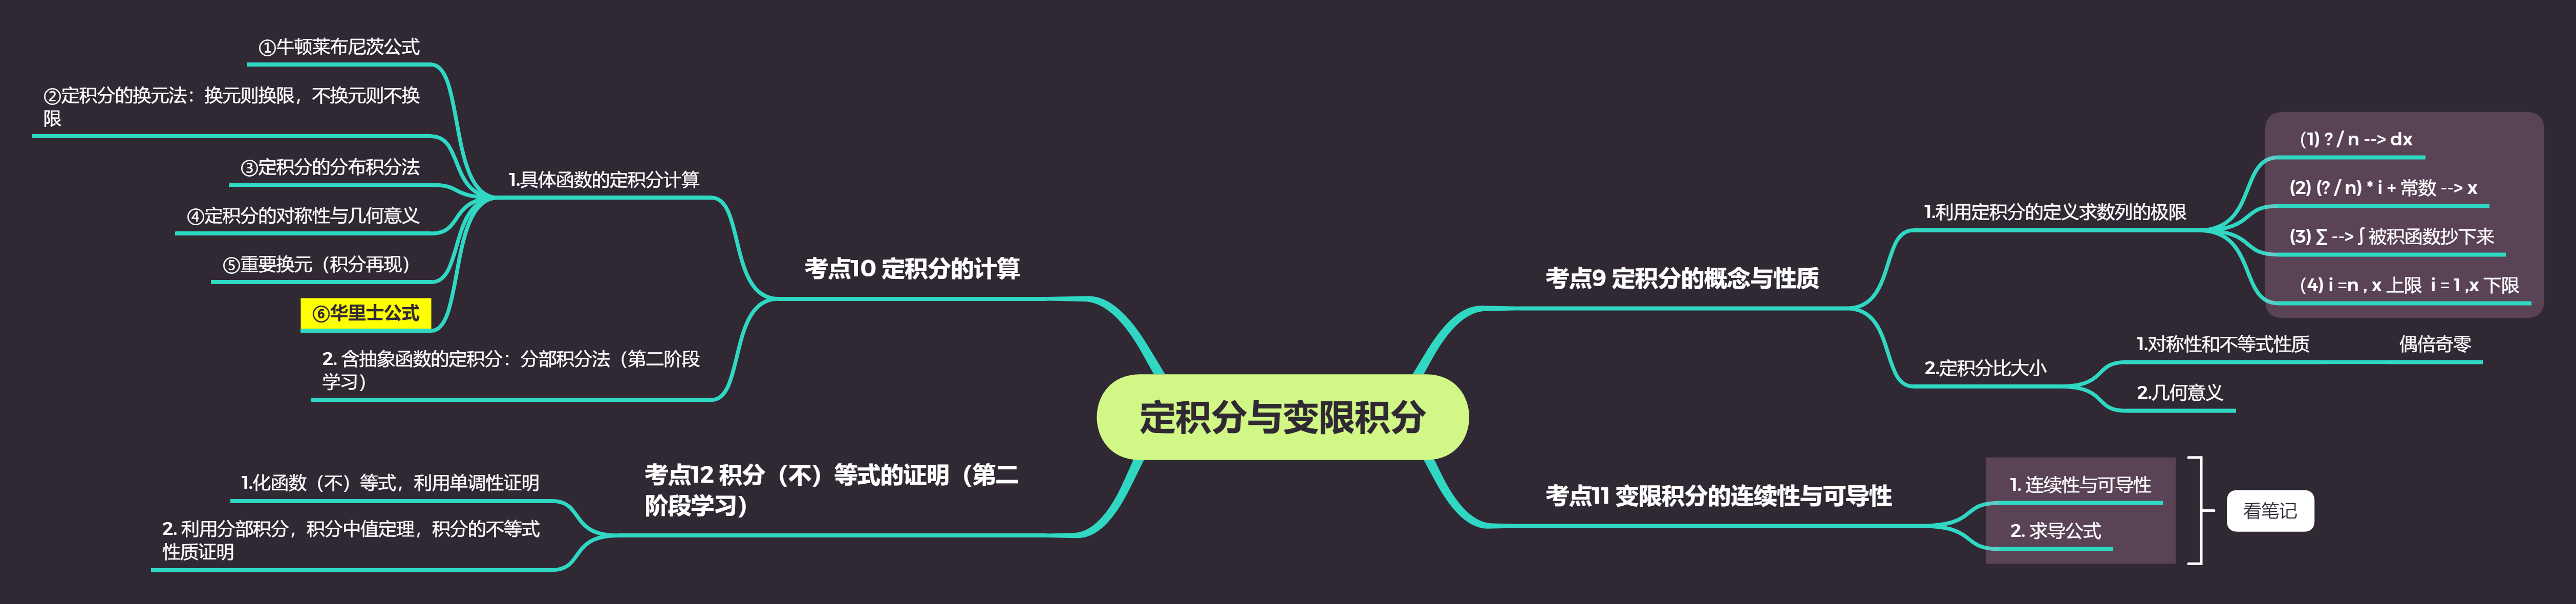 定积分与变限积分
考点9 定积分的概念与性质
1.利用定积分的定义求数列的极限
(1) ? / n --> dx
(2) (? / n) * i + 常数 --> x
(3) ∑ --> ∫ 被积函数抄下来
(4) i =n , x 上限 i = 1 ,x 下限
2.定积分比大小
1.对称性和不等式性质
偶倍奇零
2.几何意义
考点10 定积分的计算
1.具体函数的定积分计算
①牛顿莱布尼茨公式
②定积分的换元法：换元则换限，不换元则不换
限
③定积分的分布积分法
④定积分的对称性与几何意义
⑤重要换元（积分再现）
⑥华里士公式
2. 含抽象函数的定积分：分部积分法（第二阶段
学习）
考点11 变限积分的连续性与可导性
1. 连续性与可导性
2. 求导公式
看笔记
考点12 积分（不）等式的证明（第二
阶段学习）
1.化函数（不）等式，利用单调性证明
2. 利用分部积分，积分中值定理，积分的不等式
性质证明